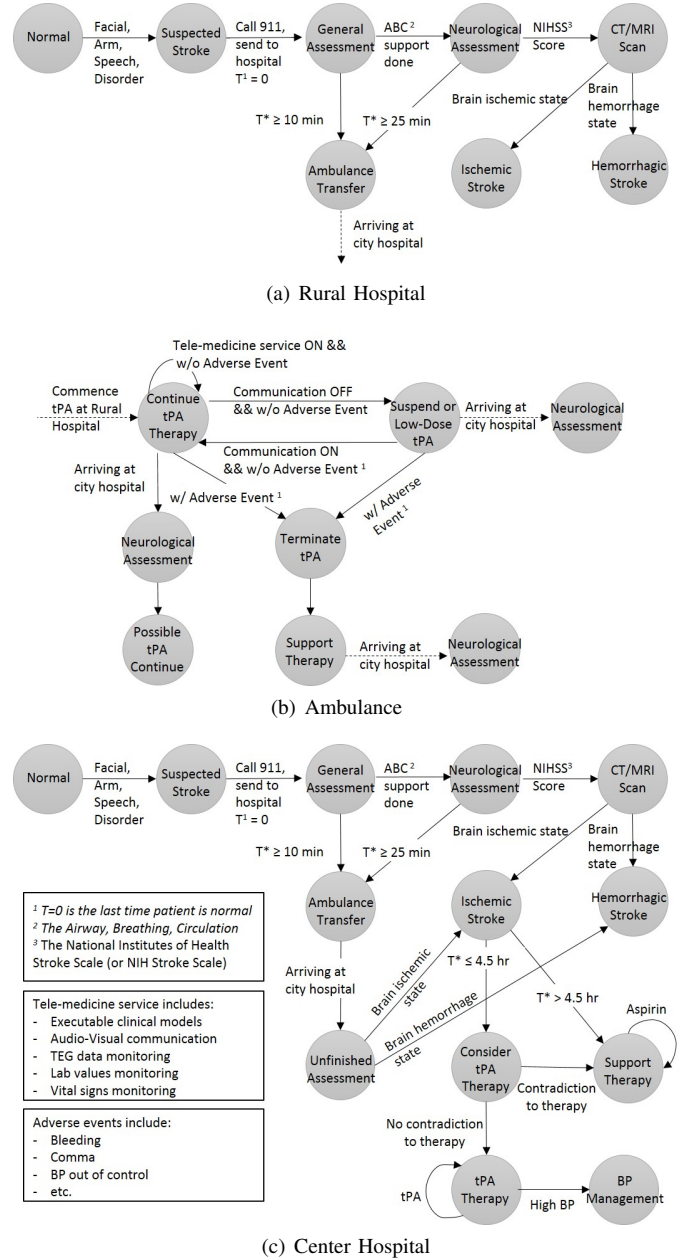 Normal
Facial,
Arm,
Speech,
Disorder
Suspected
Stroke
Call 911,
send to
hospital
T¹ = 0
General
Assessment
ABC ²
support
done
Neurological
Assessment
NIHSS³
Score
CT/MRI
Scan
T* ≥ 10 min
T* ≥ 25 min
Brain ischemic state
Brain
hemorrhage
state
Ambulance
Transfer
Ischemic
Stroke
Hemorrhagic
Stroke
Arriving at
city hospital
(a) Rural Hospital
Tele-medicine service ON &&
w/o Adverse Event
Commence
tPA at Rural
Hospital
Continue
tPA
Therapy
Communication OFF
&& w/o Adverse Event
Suspend or
Low-Dose
tPA
Arriving at
city hospital
Neurological
Assessment
Communication ON
&& w/o Adverse Event ¹
Arriving at
city hospital
w/ Adverse Event ¹
w/ Adverse
Event ¹
Neurological
Assessment
Terminate
tPA
Possible
tPA
Continue
Support
Therapy
Arriving at
city hospital
Neurological
Assessment
(b) Ambulance
Normal
Facial,
Arm,
Speech,
Disorder
Suspected
Stroke
Call 911,
send to
hospital
T¹ = 0
General
Assessment
ABC ²
support
done
Neurological
Assessment
NIHSS³
Score
CT/MRI
Scan
T* ≥ 10 min
T* ≥ 25 min
Brain ischemic state
Brain
hemorrhage
state
Ambulance
Transfer
Ischemic
Stroke
Hemorrhagic
Stroke
¹ T=0 is the last time patient is normal
² The Airway, Breathing, Circulation
³ The National Institutes of Health
Stroke Scale (or NIH Stroke Scale)
Arriving at
city hospital
Brain ischemic
state
T* ≤ 4.5 hr
T* > 4.5 hr
Brain hemorrhage
state
Aspirin
Tele-medicine service includes:
- Executable clinical models
- Audio-Visual communication
- TEG data monitoring
- Lab values monitoring
- Vital signs monitoring
Unfinished
Assessment
Consider
tPA
Therapy
Contradiction
to therapy
Support
Therapy
No contradiction
to therapy
Adverse events include:
- Bleeding
- Comma
- BP out of control
- etc.
tPA
tPA
Therapy
High BP
BP
Management
(c) Center Hospital